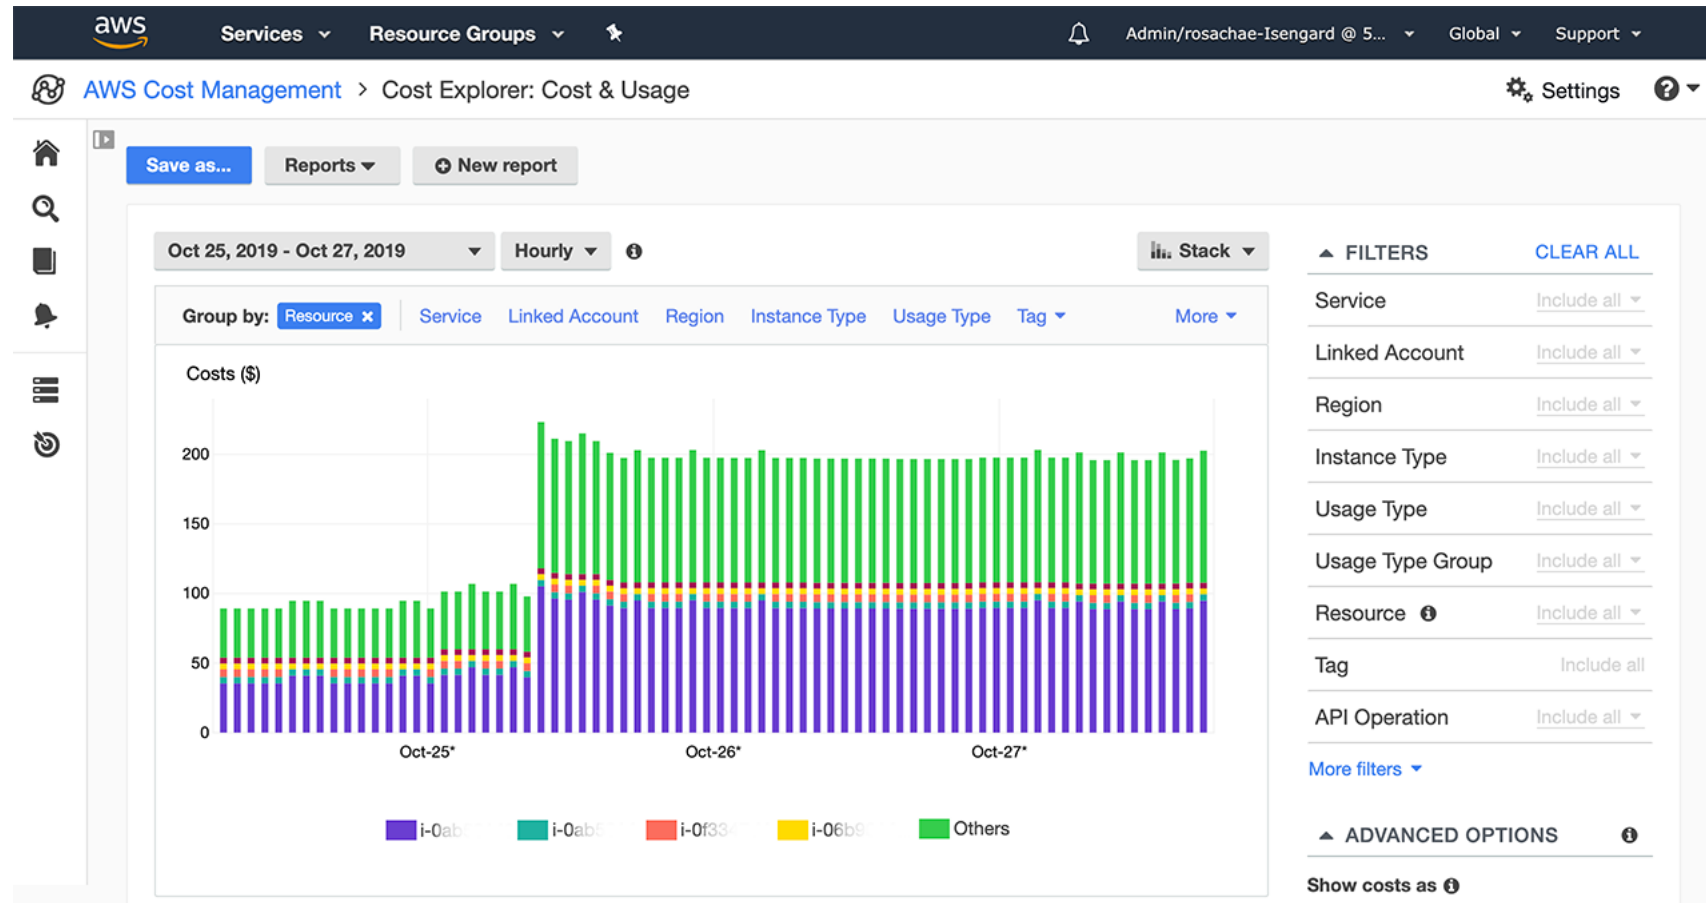 aws Services Resource Groups Admin/rosachae-Isengard @ 5... Global Support
AWS Cost Management > Cost Explorer: Cost & Usage Settings
Save as... Reports New report
Oct 25, 2019 - Oct 27, 2019 Hourly Stack
Group by: Resource × Service Linked Account Region Instance Type Usage Type Tag More
Costs ($)
200
150
100
50
0
Oct-25* Oct-26* Oct-27*
i-0ab i-0ab5 i-0f33 i-06b9 Others
FILTERS CLEAR ALL
Service Include all
Linked Account Include all
Region Include all
Instance Type Include all
Usage Type Include all
Usage Type Group Include all
Resource Include all
Tag Include all
API Operation Include all
More filters
ADVANCED OPTIONS
Show costs as